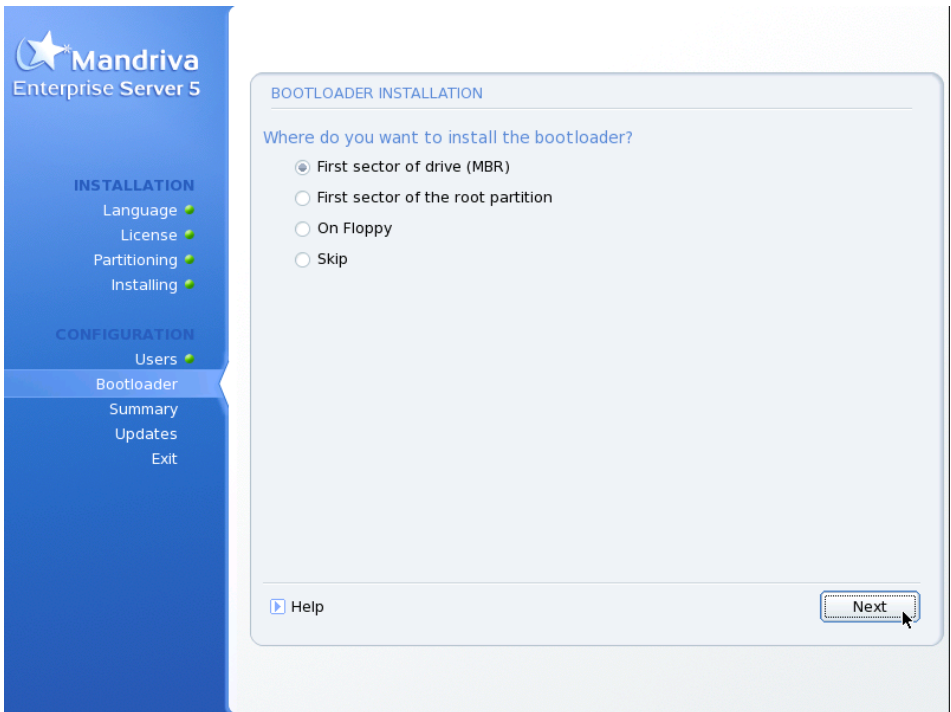 Mandriva
Enterprise Server 5
INSTALLATION
Language
License
Partitioning
Installing
CONFIGURATION
Users
Bootloader
Summary
Updates
Exit
BOOTLOADER INSTALLATION
Where do you want to install the bootloader?
First sector of drive (MBR)
First sector of the root partition
On Floppy
Skip
Help
Next